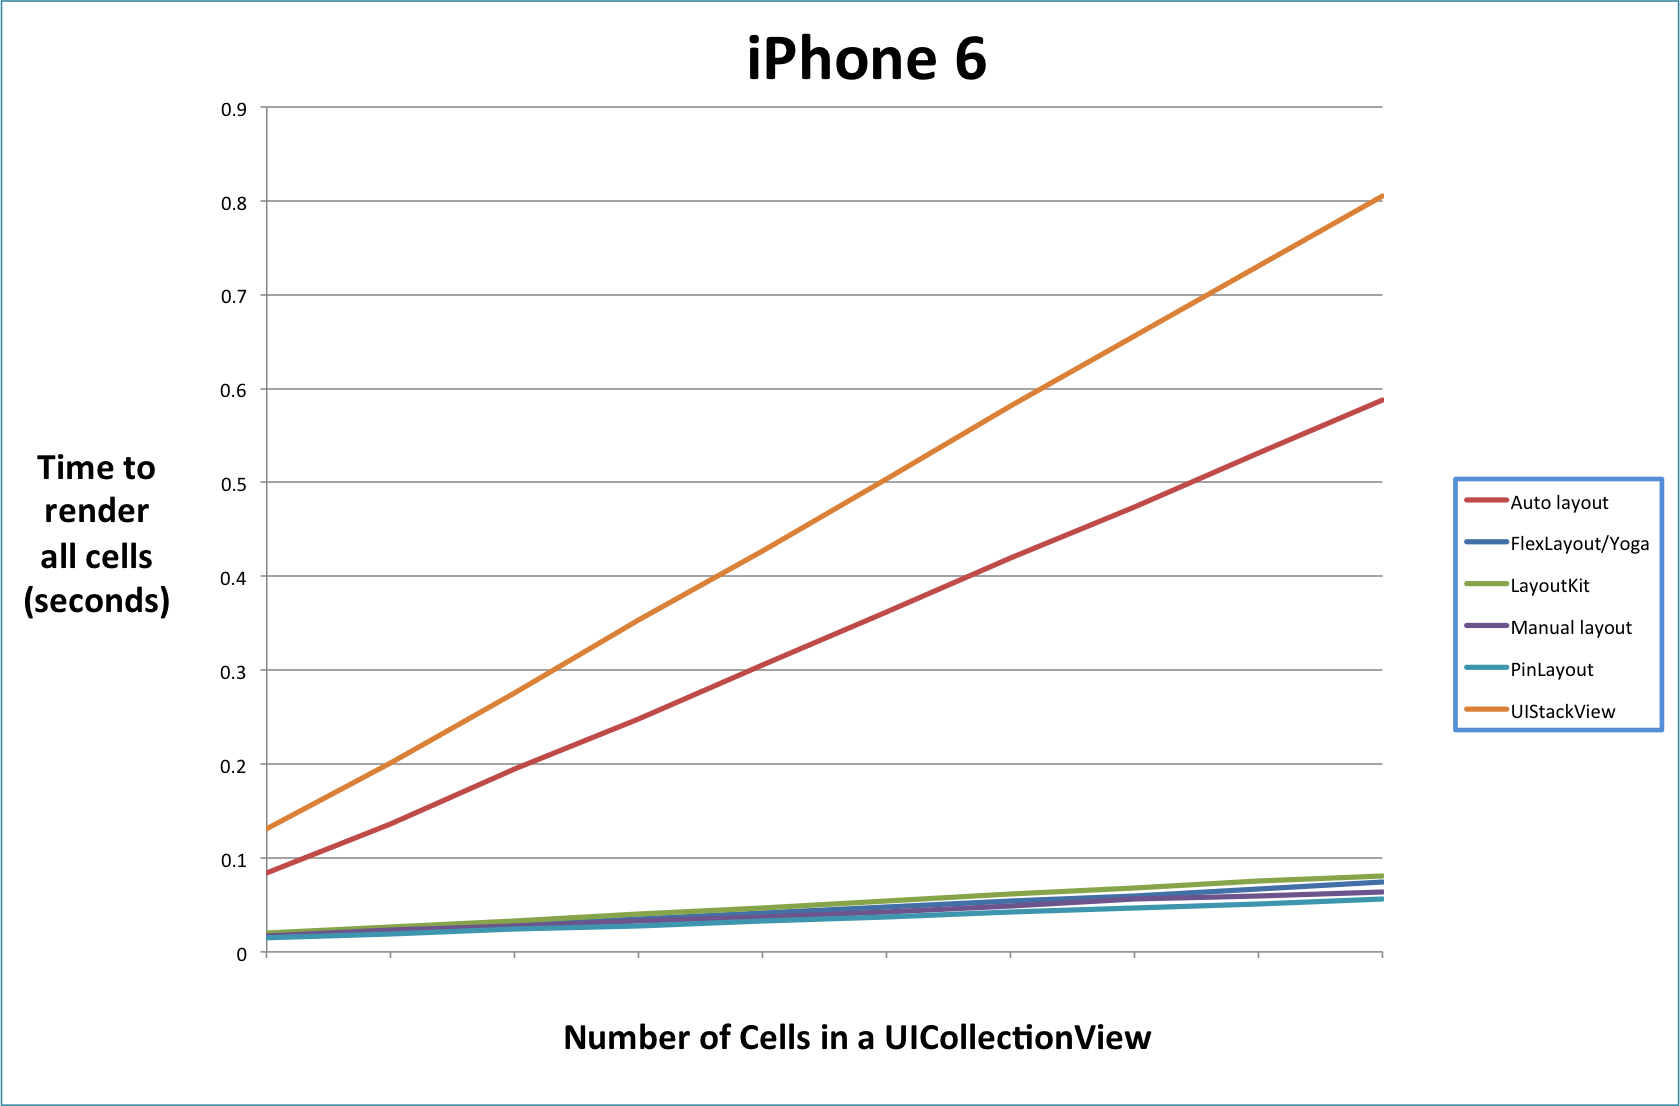 iPhone 6
0.9
0.8
0.7
0.6
0.5
0.4
0.3
0.2
0.1
0
Time to
render
all cells
(seconds)
Number of Cells in a UICollectionView
Auto layout
FlexLayout/Yoga
LayoutKit
Manual layout
PinLayout
UIStackView